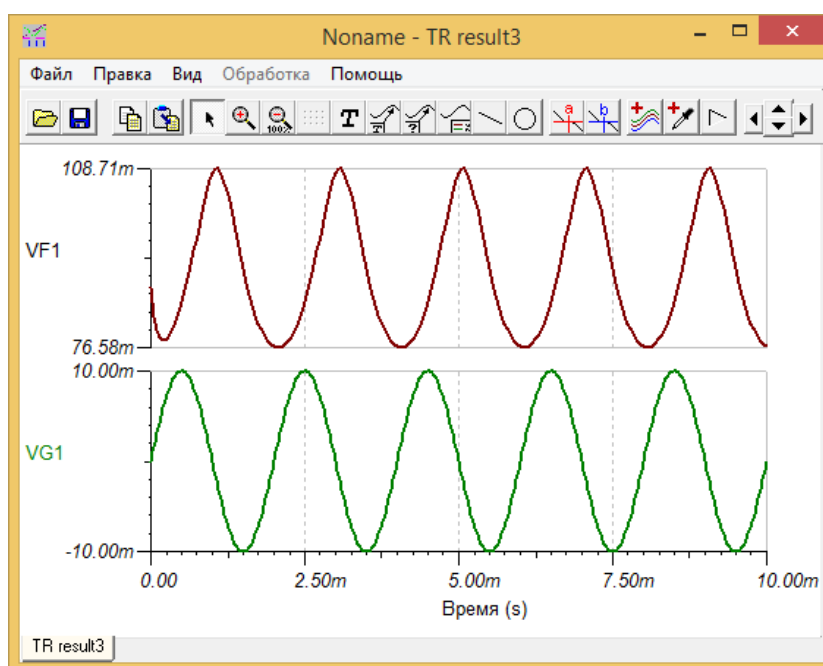 Noname - TR result3
Файл Правка Вид Обработка Помощь
100% T T ? a b
108.71m
VF1
76.58m
10.00m
VG1
-10.00m
0.00 2.50m 5.00m 7.50m 10.00m
Время (s)
TR result3